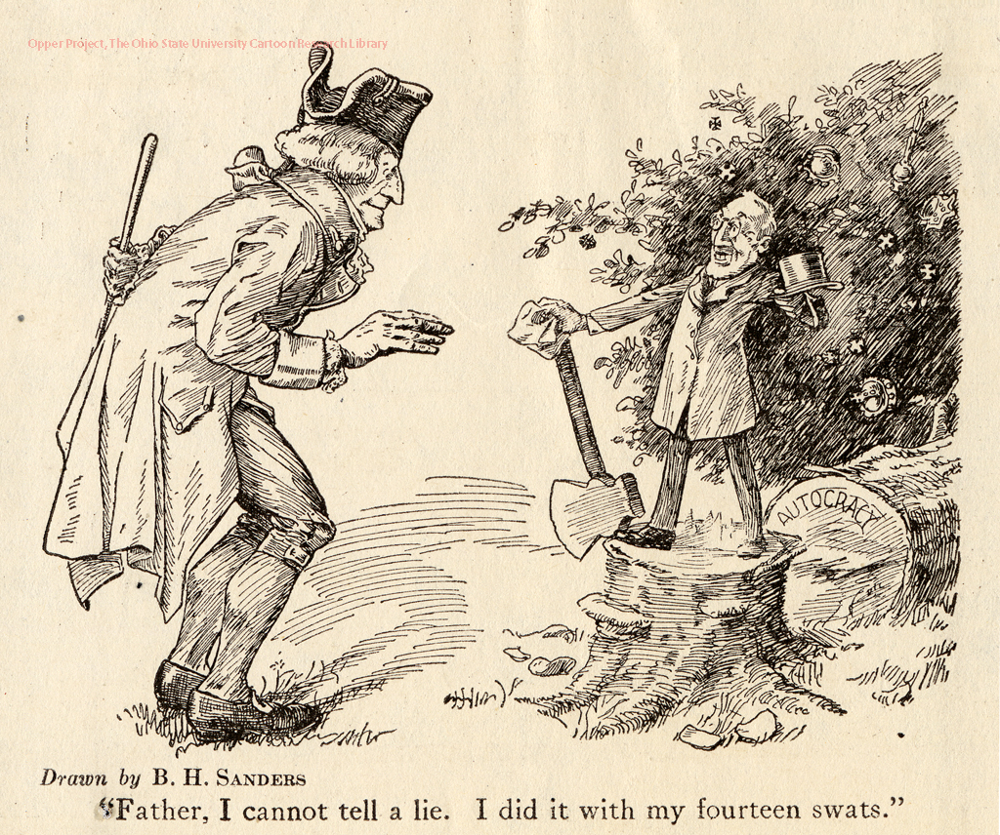 Opper Project, The Ohio State University Cartoon Research Library
AUTOCRACY
Drawn by B. H. SANDERS
“Father, I cannot tell a lie. I did it with my fourteen swats.”